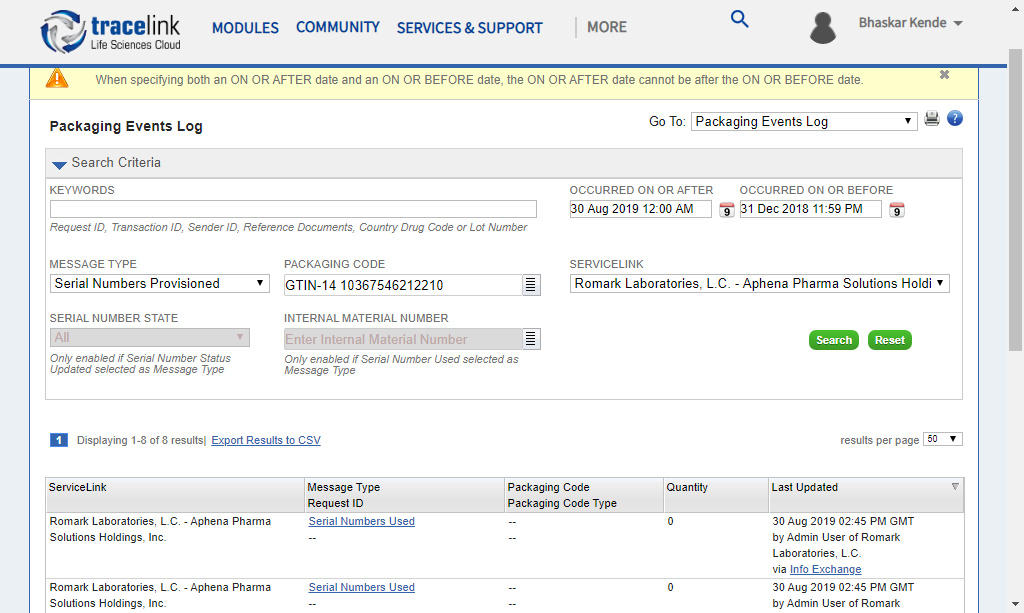 tracelink
Life Sciences Cloud
MODULES COMMUNITY SERVICES & SUPPORT MORE Bhaskar Kende
When specifying both an ON OR AFTER date and an ON OR BEFORE date, the ON OR AFTER date cannot be after the ON OR BEFORE date.
Packaging Events Log
Go To: Packaging Events Log
?
Search Criteria
KEYWORDS OCCURRED ON OR AFTER OCCURRED ON OR BEFORE
30 Aug 2019 12:00 AM 9 31 Dec 2018 11:59 PM 9
Request ID, Transaction ID, Sender ID, Reference Documents, Country Drug Code or Lot Number
MESSAGE TYPE PACKAGING CODE SERVICELINK
Serial Numbers Provisioned GTIN-14 10367546212210 Romark Laboratories, L.C. - Aphena Pharma Solutions Holdi
SERIAL NUMBER STATE INTERNAL MATERIAL NUMBER
All Enter Internal Material Number Search Reset
Only enabled if Serial Number Status
Updated selected as Message Type
Only enabled if Serial Number Used selected as
Message Type
1 Displaying 1-8 of 8 results| Export Results to CSV results per page 50
ServiceLink Message Type Packaging Code Quantity Last Updated
Request ID Packaging Code Type
Romark Laboratories, L.C. - Aphena Pharma Serial Numbers Used -- 0 30 Aug 2019 02:45 PM GMT
Solutions Holdings, Inc. -- -- by Admin User of Romark
Laboratories, L.C.
via Info Exchange
Romark Laboratories, L.C. - Aphena Pharma Serial Numbers Used -- 0 30 Aug 2019 02:45 PM GMT
Solutions Holdings, Inc. -- -- by Admin User of Romark